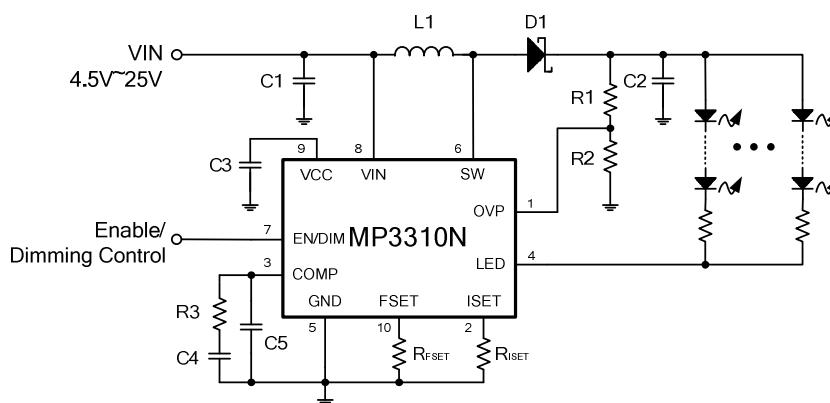 L1
D1
VIN
4.5V~25V
C1
R1
C2
C3
9
8
6
R2
VCC
VIN
SW
1
OVP
Enable/
Dimming Control
7
EN/DIM
MP3310N
3
COMP
LED
4
R3
GND
FSET
ISET
C5
5
10
2
C4
RFSET
RISET